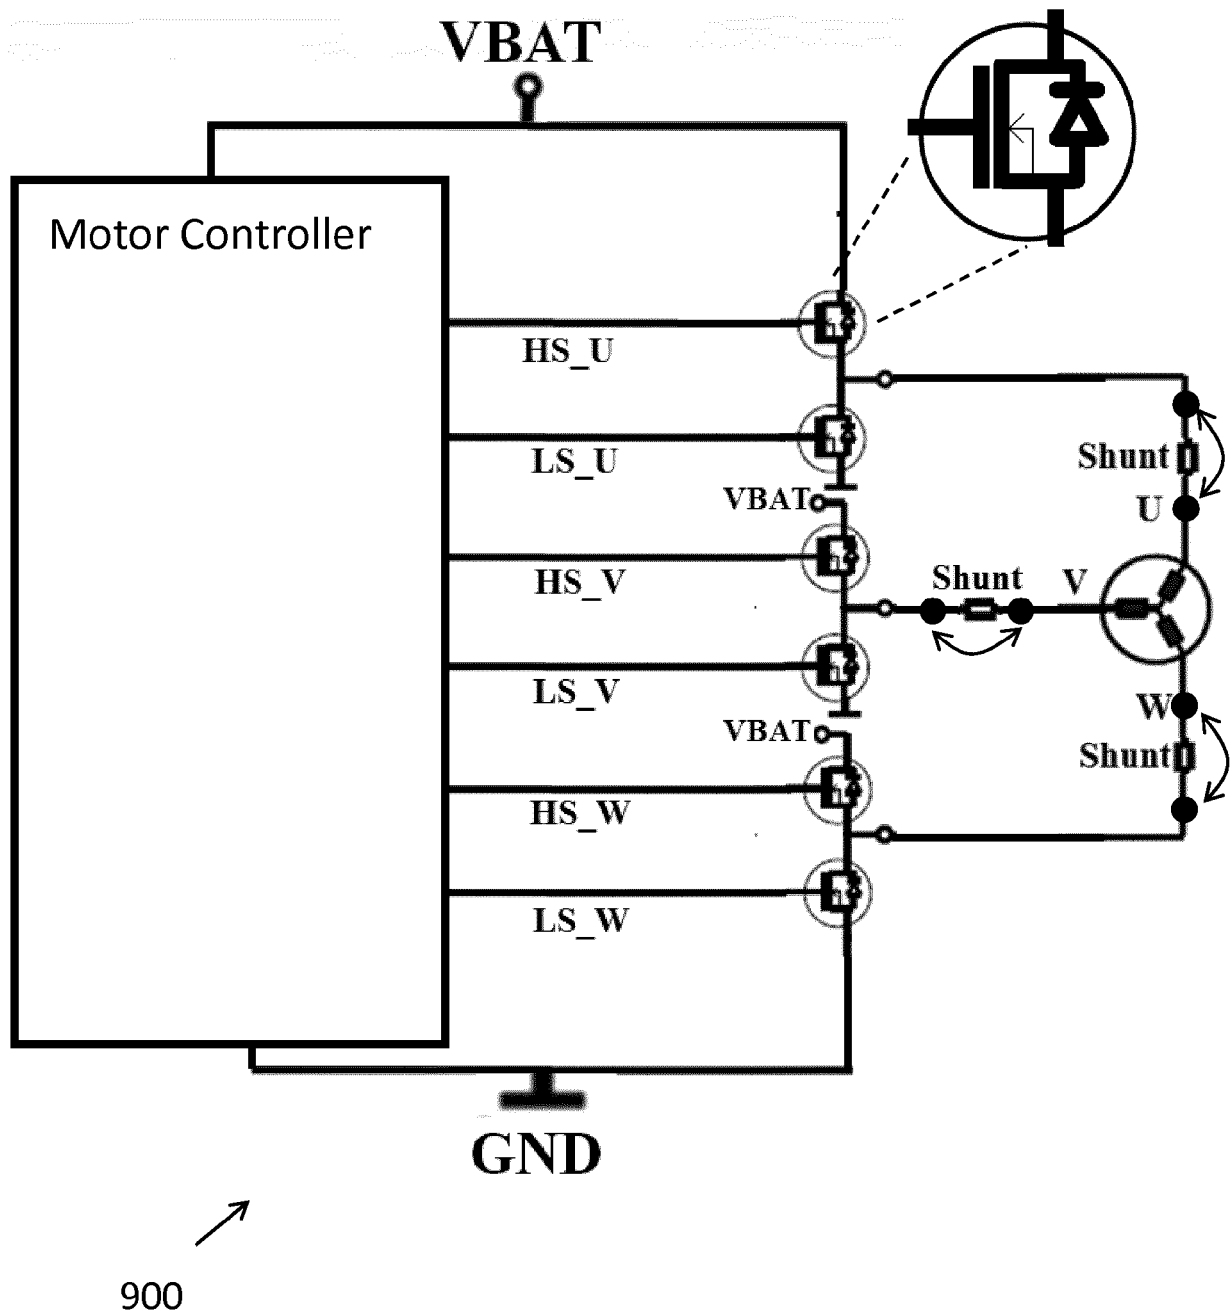 VBAT
Motor Controller
HS_U
LS_U
Shunt
VBAT
U
HS_V
Shunt
V
LS_V
W
VBAT
Shunt
HS_W
LS_W
GND
900